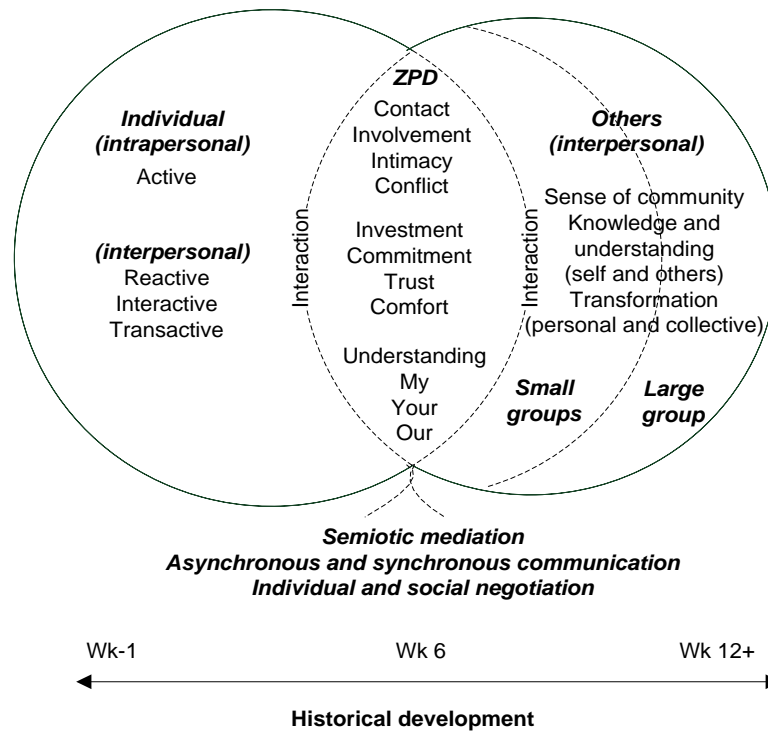 Individual
(intrapersonal)
Active
(interpersonal)
Reactive
Interactive
Transactive
Interaction
ZPD
Contact
Involvement
Intimacy
Conflict
Investment
Commitment
Trust
Comfort
Understanding
My
Your
Our
Interaction
Others
(interpersonal)
Sense of community
Knowledge and
understanding
(self and others)
Transformation
(personal and collective)
Small
groups
Large
group
Semiotic mediation
Asynchronous and synchronous communication
Individual and social negotiation
Wk-1
Wk 6
Wk 12+
Historical development